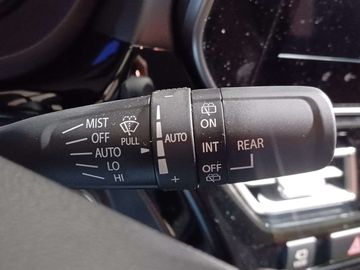 MIST
OFF
PULL
AUTO
LO
HI
−
AUTO
+
ON
INT
OFF
REAR